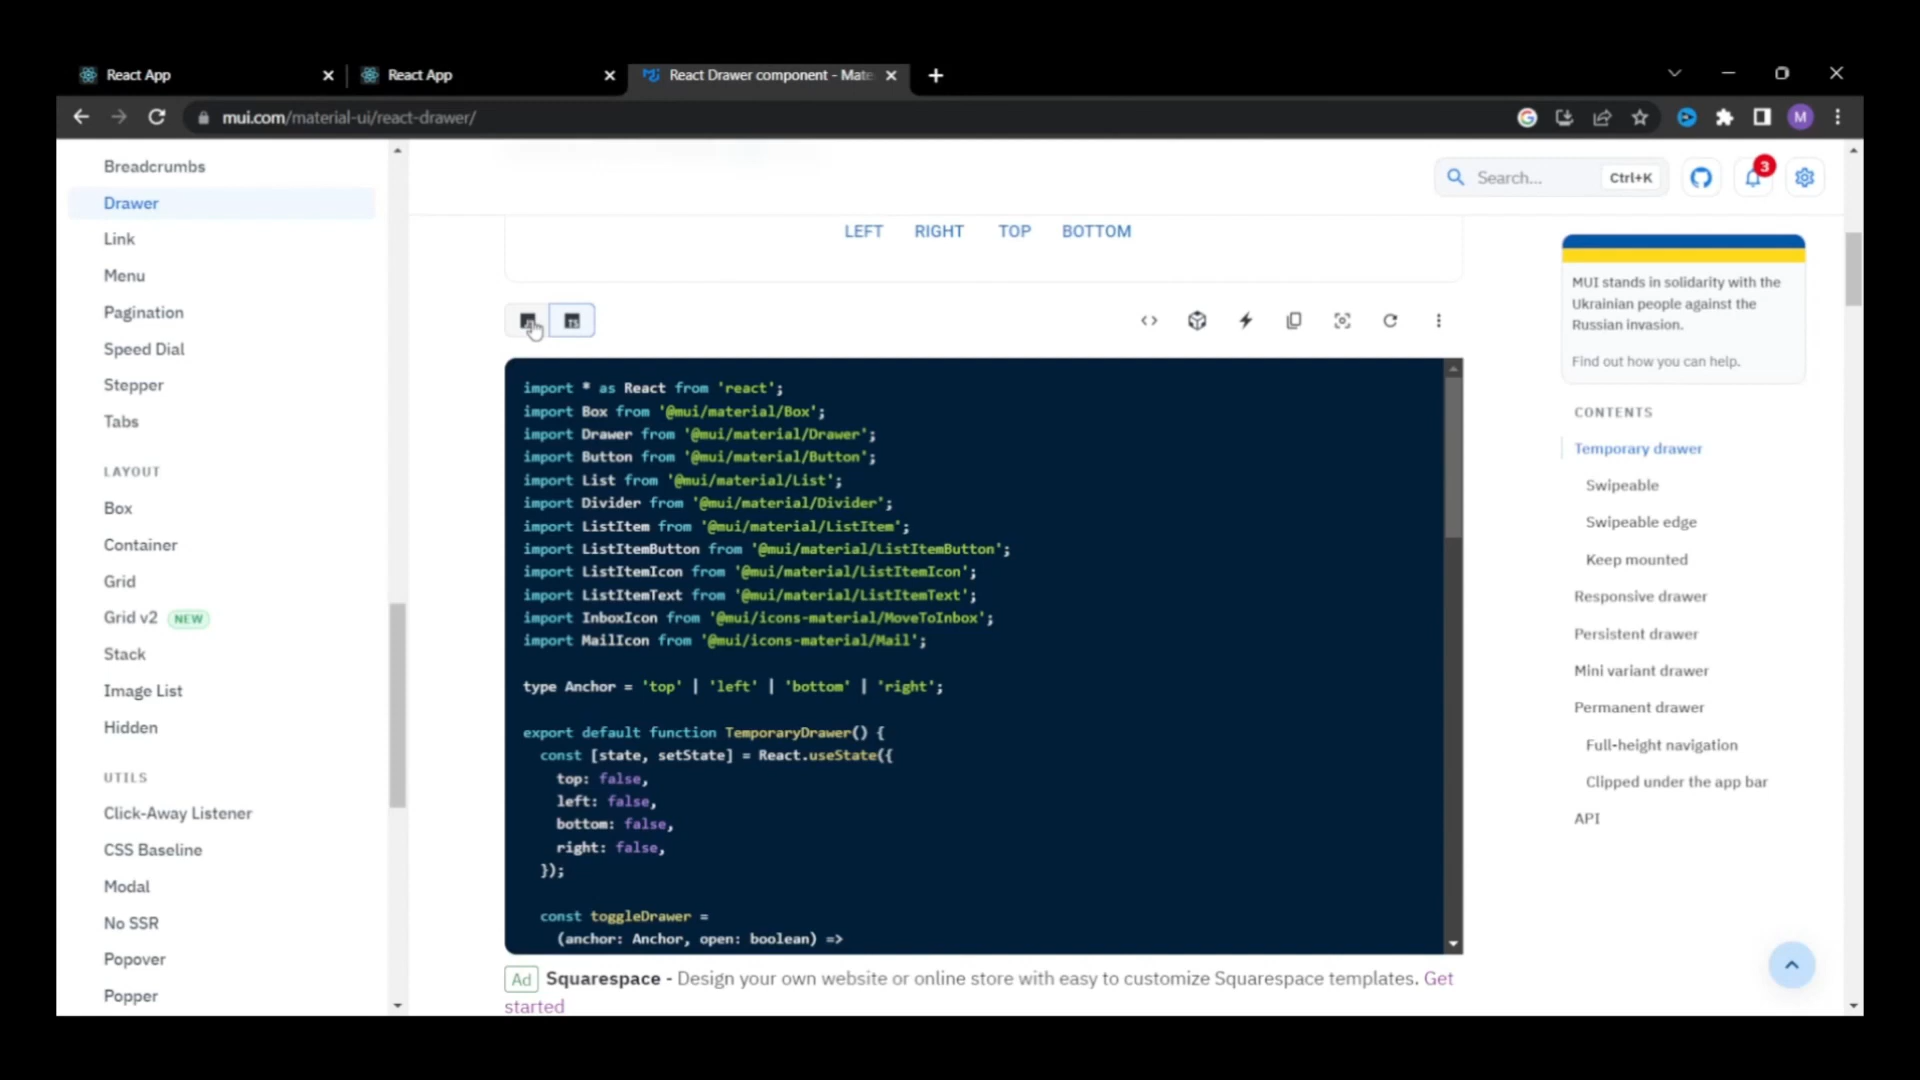 React App
React App
React Drawer component - Mate
mui.com/material-ui/react-drawer/
M
Breadcrumbs
Drawer
Link
Menu
Pagination
Speed Dial
Stepper
Tabs
LAYOUT
Box
Container
Grid
Grid v2 NEW
Stack
Image List
Hidden
UTILS
Click-Away Listener
CSS Baseline
Modal
No SSR
Popover
Popper
Search...
Ctrl+K
3
LEFT RIGHT TOP BOTTOM
TS
import * as React from 'react';
import Box from '@mui/material/Box';
import Drawer from '@mui/material/Drawer';
import Button from '@mui/material/Button';
import List from '@mui/material/List';
import Divider from '@mui/material/Divider';
import ListItem from '@mui/material/ListItem';
import ListItemButton from '@mui/material/ListItemButton';
import ListItemIcon from '@mui/material/ListItemIcon';
import ListItemText from '@mui/material/ListItemText';
import InboxIcon from '@mui/icons-material/MoveToInbox';
import MailIcon from '@mui/icons-material/Mail';
type Anchor = 'top' | 'left' | 'bottom' | 'right';
export default function TemporaryDrawer() {
const [state, setState] = React.useState({
top: false,
left: false,
bottom: false,
right: false,
});
const toggleDrawer =
(anchor: Anchor, open: boolean) =>
Ad Squarespace - Design your own website or online store with easy to customize Squarespace templates. Get
started
MUI stands in solidarity with the
Ukrainian people against the
Russian invasion.
Find out how you can help.
CONTENTS
Temporary drawer
Swipeable
Swipeable edge
Keep mounted
Responsive drawer
Persistent drawer
Mini variant drawer
Permanent drawer
Full-height navigation
Clipped under the app bar
API